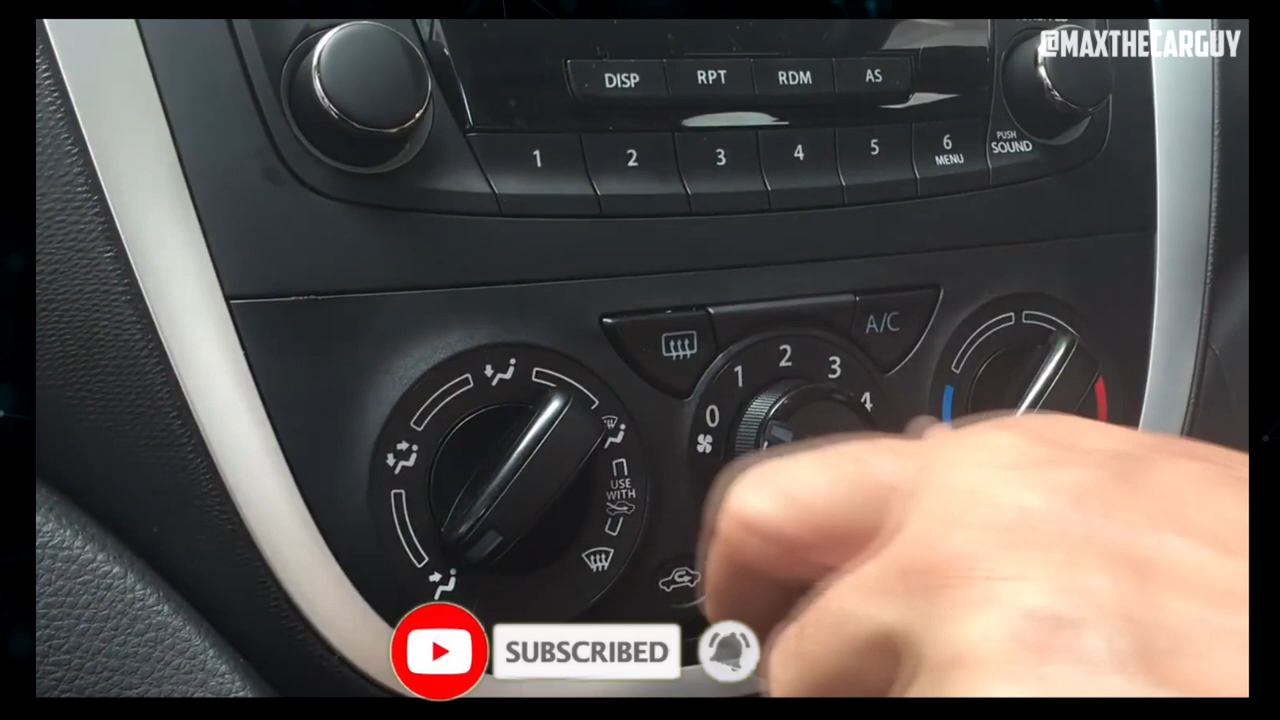 @MAXTHECARGUY
DISP RPT RDM AS
1 2 3 4 5 6
MENU
PUSH
SOUND
A/C
0 1 2 3 4
USE
WITH
SUBSCRIBED